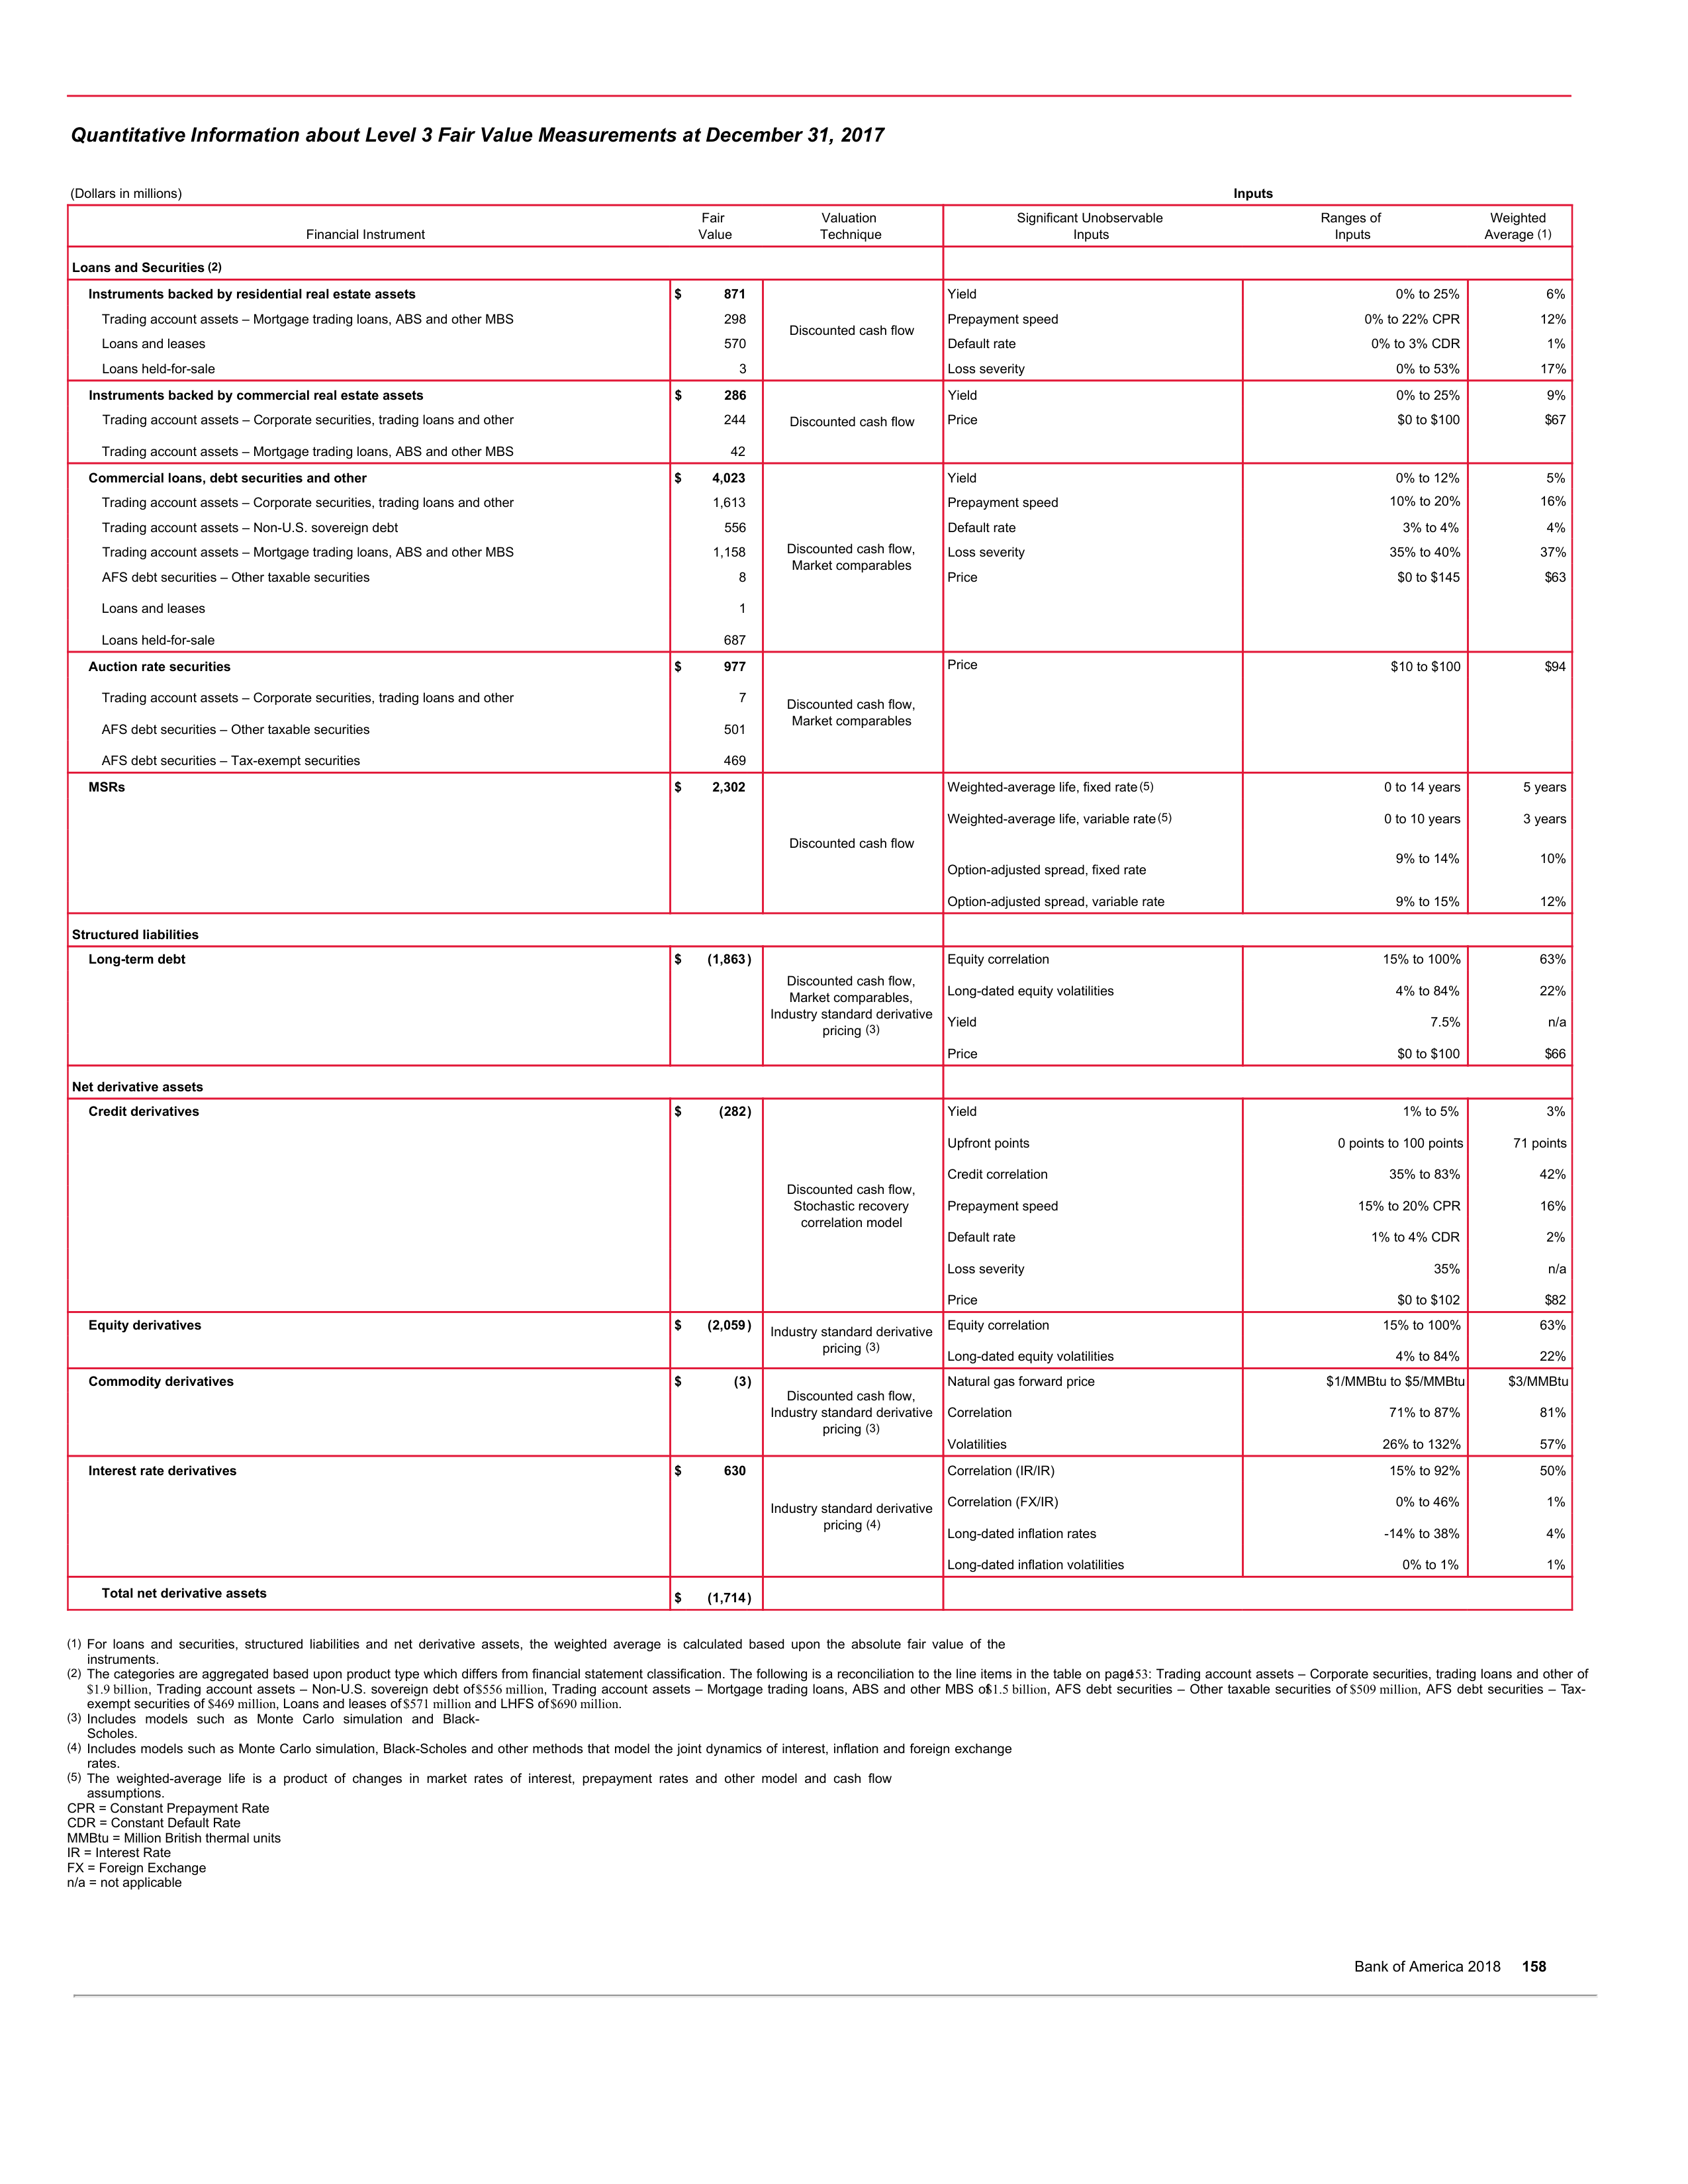 Quantitative Information about Level 3 Fair Value Measurements at December 31, 2017
(Dollars in millions) Inputs
Financial Instrument Fair Value Valuation Technique Significant Unobservable Inputs Ranges of Inputs Weighted Average (1)
Loans and Securities (2)
Instruments backed by residential real estate assets $ 871 Discounted cash flow Yield 0% to 25% 6%
Trading account assets – Mortgage trading loans, ABS and other MBS 298 Prepayment speed 0% to 22% CPR 12%
Loans and leases 570 Default rate 0% to 3% CDR 1%
Loans held-for-sale 3 Loss severity 0% to 53% 17%
Instruments backed by commercial real estate assets $ 286 Discounted cash flow Yield 0% to 25% 9%
Trading account assets – Corporate securities, trading loans and other 244 Price $0 to $100 $67
Trading account assets – Mortgage trading loans, ABS and other MBS 42
Commercial loans, debt securities and other $ 4,023 Discounted cash flow, Market comparables Yield 0% to 12% 5%
Trading account assets – Corporate securities, trading loans and other 1,613 Prepayment speed 10% to 20% 16%
Trading account assets – Non-U.S. sovereign debt 556 Default rate 3% to 4% 4%
Trading account assets – Mortgage trading loans, ABS and other MBS 1,158 Loss severity 35% to 40% 37%
AFS debt securities – Other taxable securities 8 Price $0 to $145 $63
Loans and leases 1
Loans held-for-sale 687
Auction rate securities $ 977 Discounted cash flow, Market comparables Price $10 to $100 $94
Trading account assets – Corporate securities, trading loans and other 7
AFS debt securities – Other taxable securities 501
AFS debt securities – Tax-exempt securities 469
MSRs $ 2,302 Discounted cash flow Weighted-average life, fixed rate (5) 0 to 14 years 5 years
Weighted-average life, variable rate (5) 0 to 10 years 3 years
Option-adjusted spread, fixed rate 9% to 14% 10%
Option-adjusted spread, variable rate 9% to 15% 12%
Structured liabilities
Long-term debt $ (1,863) Discounted cash flow, Market comparables, Industry standard derivative pricing (3) Equity correlation 15% to 100% 63%
Long-dated equity volatilities 4% to 84% 22%
Yield 7.5% n/a
Price $0 to $100 $66
Net derivative assets
Credit derivatives $ (282) Discounted cash flow, Stochastic recovery correlation model Yield 1% to 5% 3%
Upfront points 0 points to 100 points 71 points
Credit correlation 35% to 83% 42%
Prepayment speed 15% to 20% CPR 16%
Default rate 1% to 4% CDR 2%
Loss severity 35% n/a
Price $0 to $102 $82
Equity derivatives $ (2,059) Industry standard derivative pricing (3) Equity correlation 15% to 100% 63%
Long-dated equity volatilities 4% to 84% 22%
Commodity derivatives $ (3) Discounted cash flow, Industry standard derivative pricing (3) Natural gas forward price $1/MMBtu to $5/MMBtu $3/MMBtu
Correlation 71% to 87% 81%
Volatilities 26% to 132% 57%
Interest rate derivatives $ 630 Industry standard derivative pricing (4) Correlation (IR/IR) 15% to 92% 50%
Correlation (FX/IR) 0% to 46% 1%
Long-dated inflation rates -14% to 38% 4%
Long-dated inflation volatilities 0% to 1% 1%
Total net derivative assets $ (1,714)
(1) For loans and securities, structured liabilities and net derivative assets, the weighted average is calculated based upon the absolute fair value of the
instruments.
(2) The categories are aggregated based upon product type which differs from financial statement classification. The following is a reconciliation to the line items in the table on page 153: Trading account assets – Corporate securities, trading loans and other of
$1.9 billion, Trading account assets – Non-U.S. sovereign debt of $556 million, Trading account assets – Mortgage trading loans, ABS and other MBS of $1.5 billion, AFS debt securities – Other taxable securities of $509 million, AFS debt securities – Tax-
exempt securities of $469 million, Loans and leases of $571 million and LHFS of $690 million.
(3) Includes models such as Monte Carlo simulation and Black-
Scholes.
(4) Includes models such as Monte Carlo simulation, Black-Scholes and other methods that model the joint dynamics of interest, inflation and foreign exchange
rates.
(5) The weighted-average life is a product of changes in market rates of interest, prepayment rates and other model and cash flow
assumptions.
CPR = Constant Prepayment Rate
CDR = Constant Default Rate
MMBtu = Million British thermal units
IR = Interest Rate
FX = Foreign Exchange
n/a = not applicable
Bank of America 2018 158